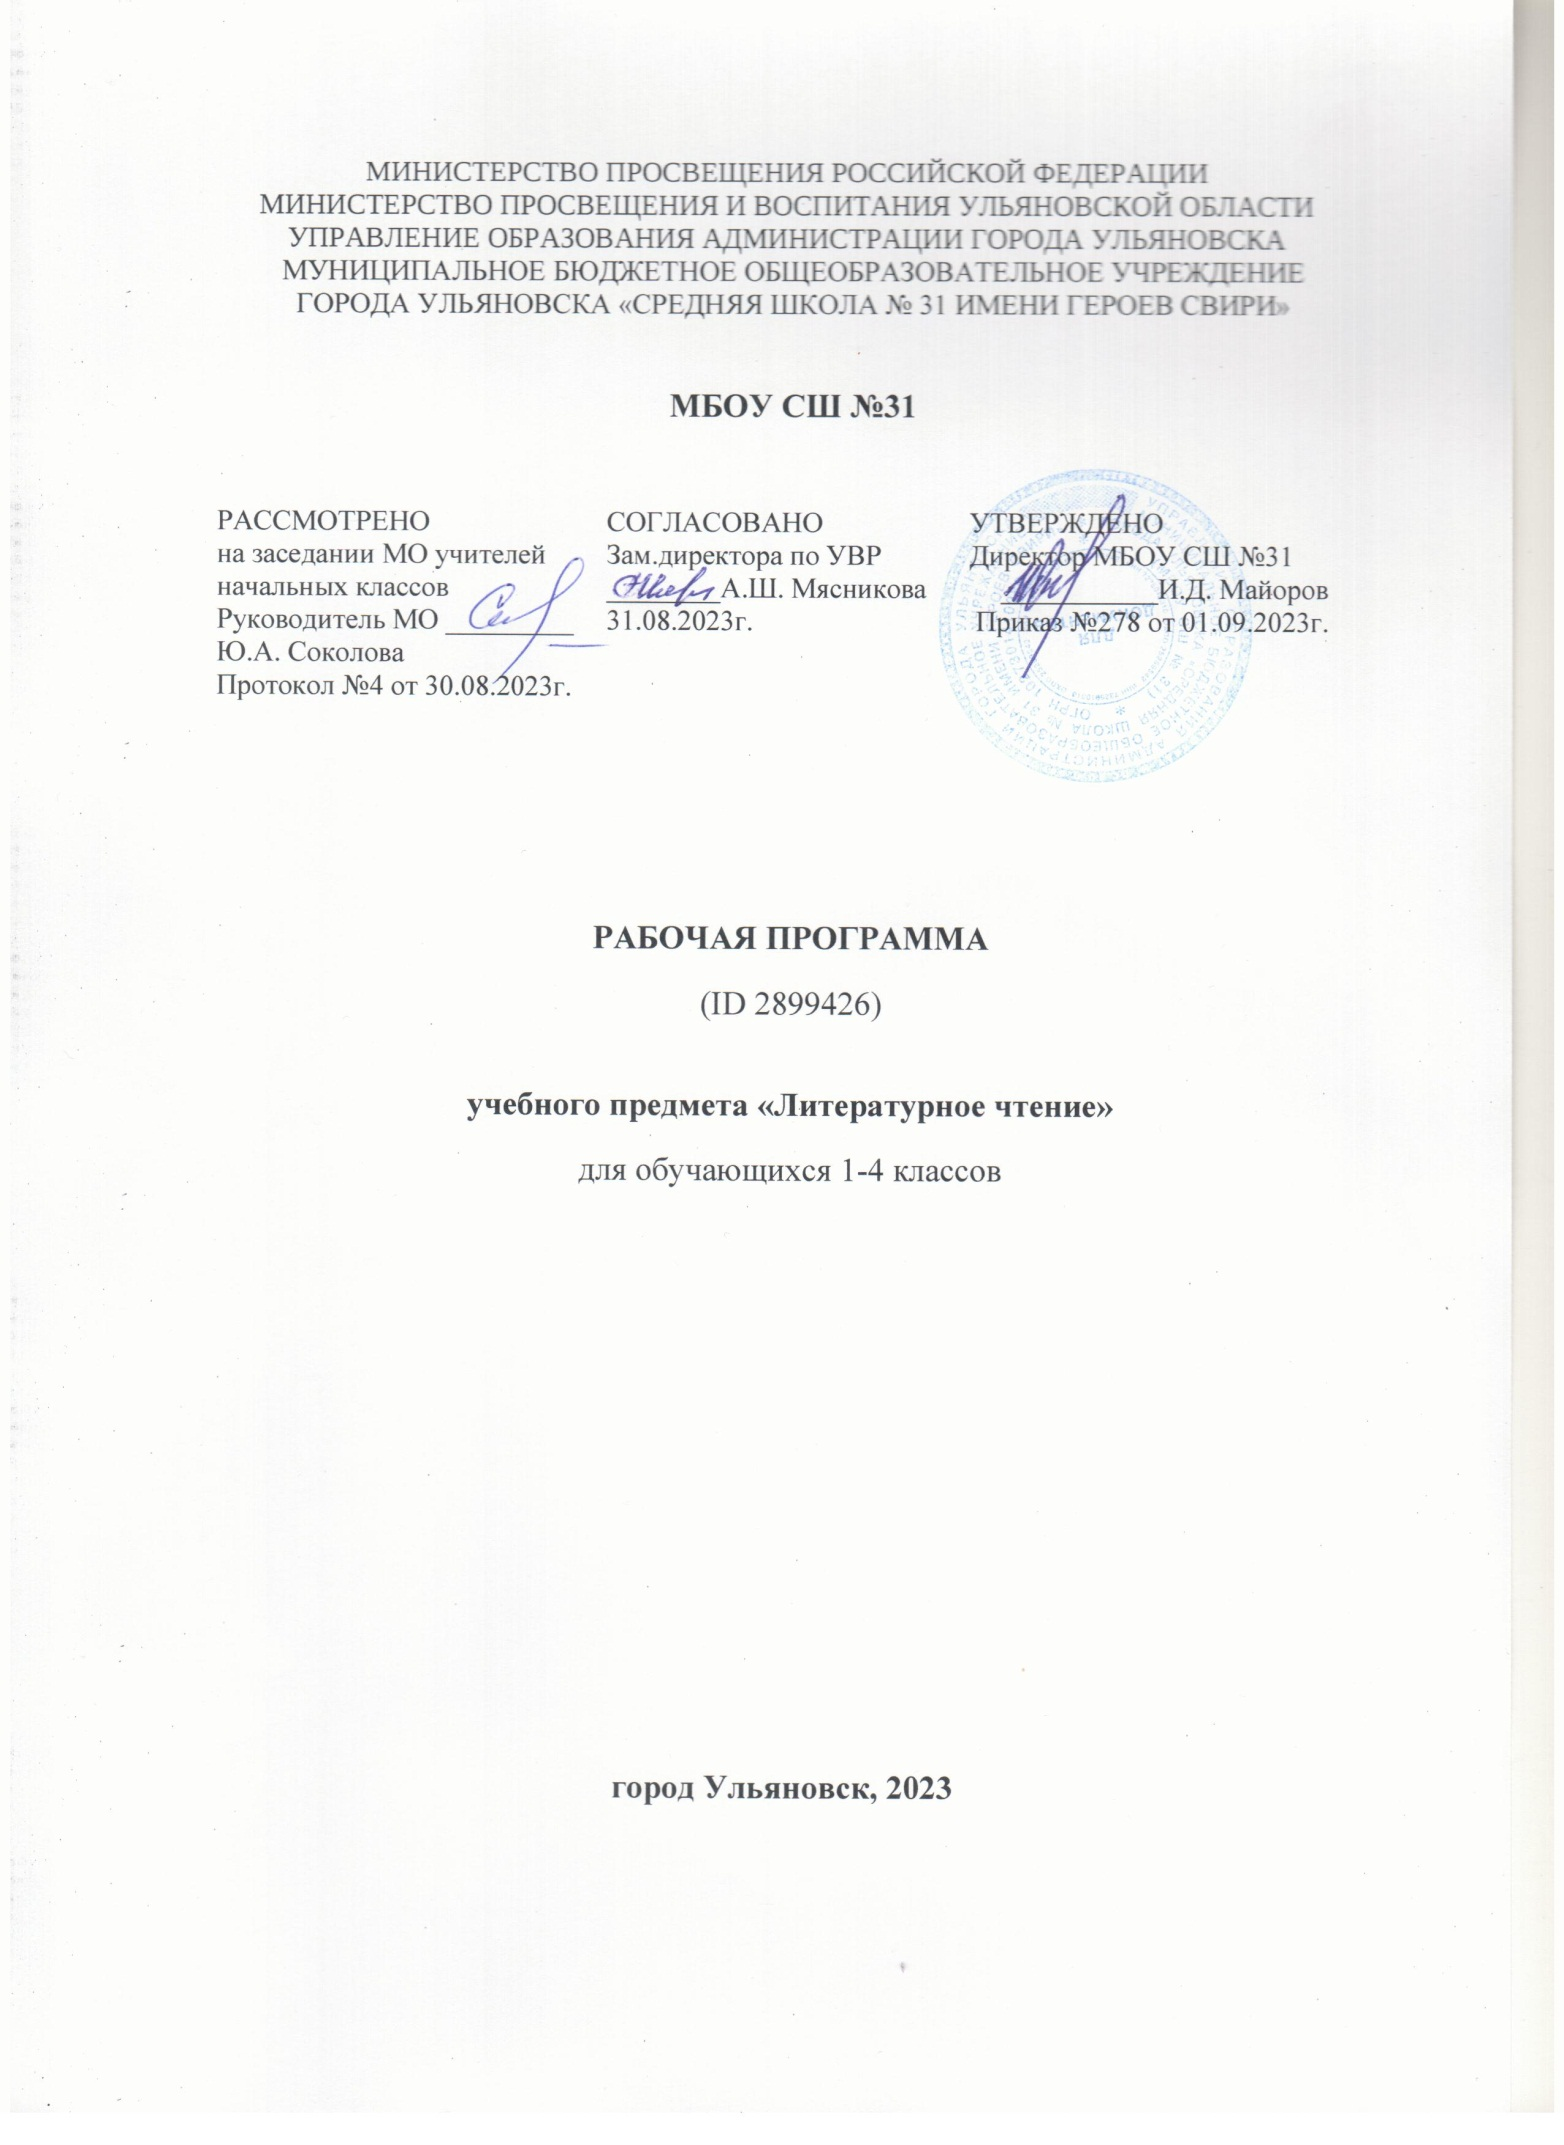 МИНИСТЕРСТВО ПРОСВЕЩЕНИЯ РОССИЙСКОЙ ФЕДЕРАЦИИ
МИНИСТЕРСТВО ПРОСВЕЩЕНИЯ И ВОСПИТАНИЯ УЛЬЯНОВСКОЙ ОБЛАСТИ
УПРАВЛЕНИЕ ОБРАЗОВАНИЯ АДМИНИСТРАЦИИ ГОРОДА УЛЬЯНОВСКА
МУНИЦИПАЛЬНОЕ БЮДЖЕТНОЕ ОБЩЕОБРАЗОВАТЕЛЬНОЕ УЧРЕЖДЕНИЕ
ГОРОДА УЛЬЯНОВСКА «СРЕДНЯЯ ШКОЛА № 31 ИМЕНИ ГЕРОЕВ СВИРИ»
МБОУ СШ №31
РАССМОТРЕНО
на заседании МО учителей
начальных классов
Руководитель МО _________
Ю.А. Соколова
Протокол №4 от 30.08.2023г.
СОГЛАСОВАНО
Зам.директора по УВР
________А.Ш. Мясникова
31.08.2023г.
УТВЕРЖДЕНО
Директор МБОУ СШ №31
___________И.Д. Майоров
Приказ №278 от 01.09.2023г.
РАБОЧАЯ ПРОГРАММА
(ID 2899426)
учебного предмета «Литературное чтение»
для обучающихся 1-4 классов
город Ульяновск, 2023